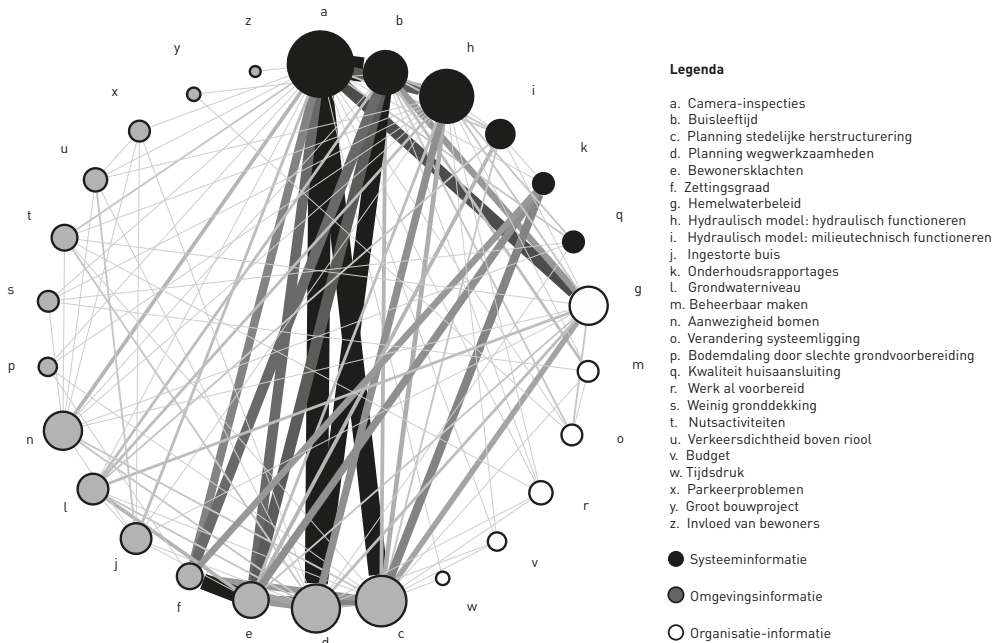 a
b
z
h
y
x
i
u
k
t
q
s
g
p
m
n
o
l
r
j
v
f
w
e
d
c
Legenda
a. Camera-inspecties
b. Buisleeftijd
c. Planning stedelijke herstructurering
d. Planning wegwerkzaamheden
e. Bewonersklachten
f. Zettingsgraad
g. Hemelwaterbeleid
h. Hydraulisch model: hydraulisch functioneren
i. Hydraulisch model: milieutechnisch functioneren
j. Ingestorte buis
k. Onderhoudsrapportages
l. Grondwaterniveau
m. Beheerbaar maken
n. Aanwezigheid bomen
o. Verandering systeemligging
p. Bodemdaling door slechte grondvoorbereiding
q. Kwaliteit huisaansluiting
r. Werk al voorbereid
s. Weinig gronddekking
t. Nutsactiviteiten
u. Verkeersdichtheid boven riool
v. Budget
w. Tijdsdruk
x. Parkeerproblemen
y. Groot bouwproject
z. Invloed van bewoners
Systeeminformatie
Omgevingsinformatie
Organisatie-informatie